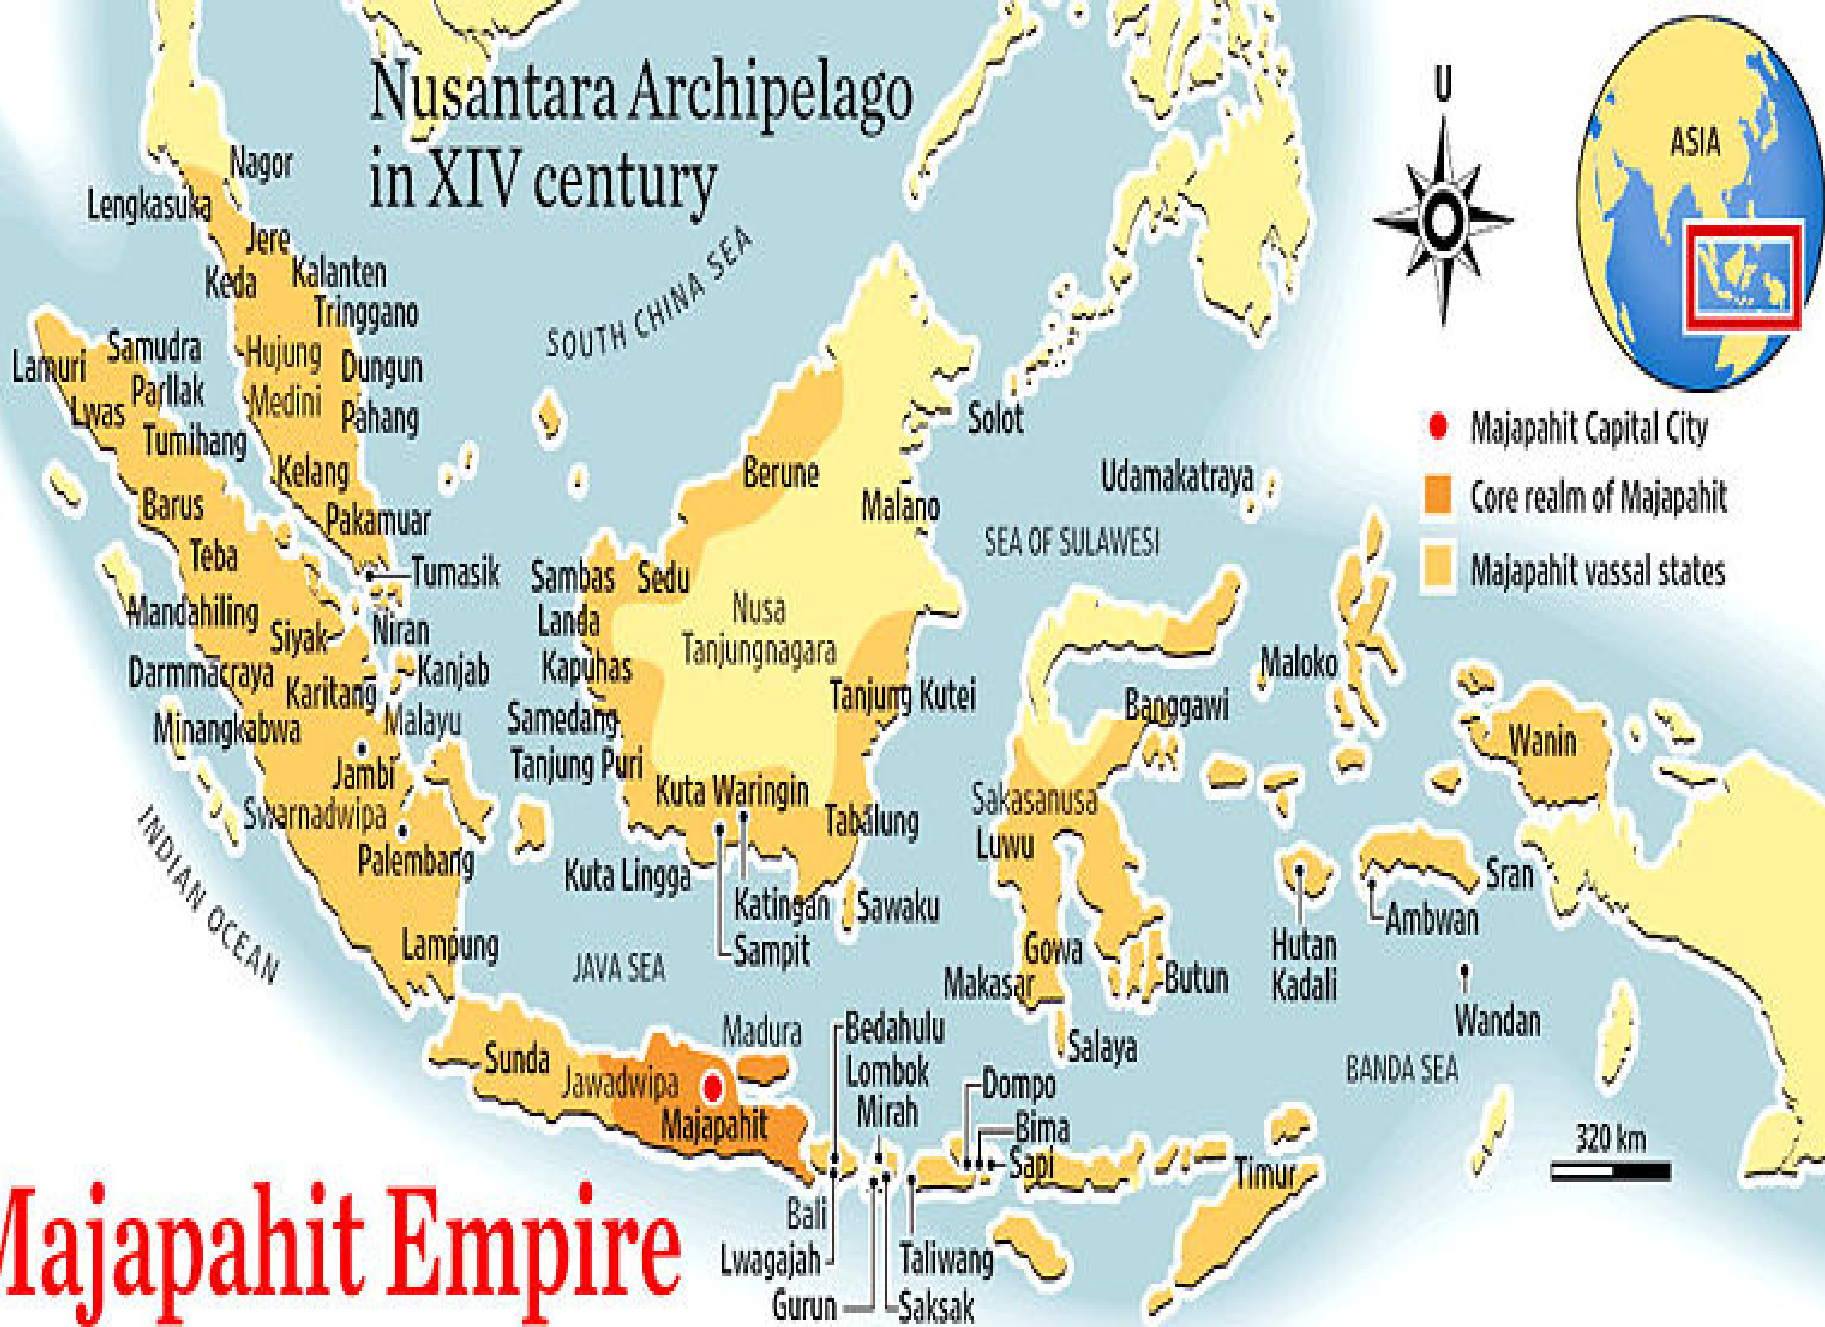 Nusantara Archipelago
in XIV century
U
ASIA
Nagor
Lengkasuka
Jere
Keda
Kalanten
Tringgano
SOUTH CHINA SEA
Samudra
Lamuri
Parllak
Lwas
Tumihang
Hujung
Medini
Dungun
Pahang
Kelang
Barus
Pakamuar
Teba
Tumasik
Mandahiling
Siyak
Niran
Darmmacraya
Kanjab
Karitang
Minangkabwa
Malayu
Jambi
Swarnadwipa
Palembang
Lampung
INDIAN OCEAN
Berune
Malano
Solot
Udamakatraya
SEA OF SULAWESI
Sambas
Sedu
Landa
Nusa
Tanjungnagara
Kapuhas
Samedang
Tanjung Kutei
Tanjung Puri
Kuta Waringin
Tabalung
Kuta Lingga
Katingan
Sampit
Sawaku
JAVA SEA
Majapahit Capital City
Core realm of Majapahit
Majapahit vassal states
Maloko
Banggawi
Wanin
Sakasanusa
Luwu
Gowa
Makasar
Butun
Salaya
Hutan
Kadali
Sran
Ambwan
Wandan
BANDA SEA
320 km
Sunda
Jawadwipa
Madura
Majapahit
Bedahulu
Lombok
Mirah
Dompo
Bima
Sapi
Timur
Bali
Lwagajah
Gurun
Taliwang
Saksak
Majapahit Empire